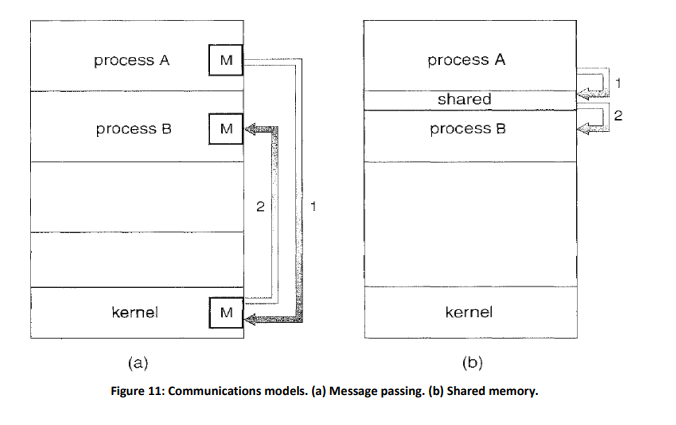 process A M
process B M
2 1
kernel M
(a)
process A
1
shared
2
process B
kernel
(b)
Figure 11: Communications models. (a) Message passing. (b) Shared memory.